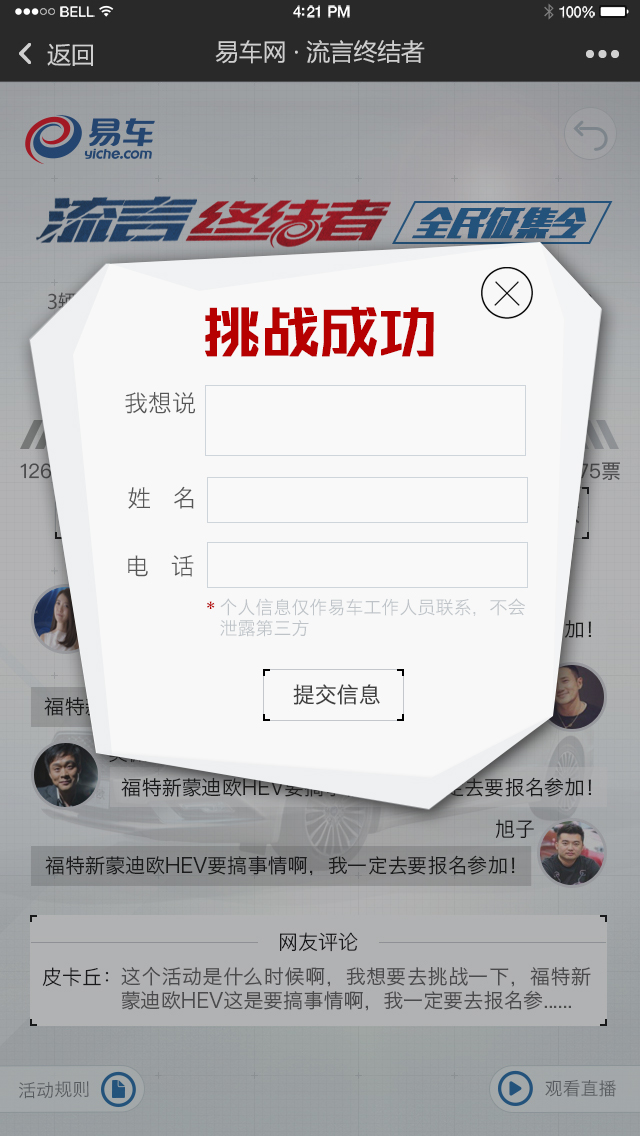 BELL
4:21 PM
100%
返回
易车网 · 流言终结者
易车
yiche.com
流言终结者
全民征集令
3辆
挑战成功
我想说
126
75票
姓 名
电 话
* 个人信息仅作易车工作人员联系，不会
泄露第三方
加！
提交信息
福特新
福特新蒙迪欧HEV要搞事
定去要报名参加！
旭子
福特新蒙迪欧HEV要搞事情啊，我一定去要报名参加！
网友评论
皮卡丘：这个活动是什么时候啊，我想要去挑战一下，福特新
蒙迪欧HEV这是要搞事情啊，我一定要去报名参......
活动规则
观看直播